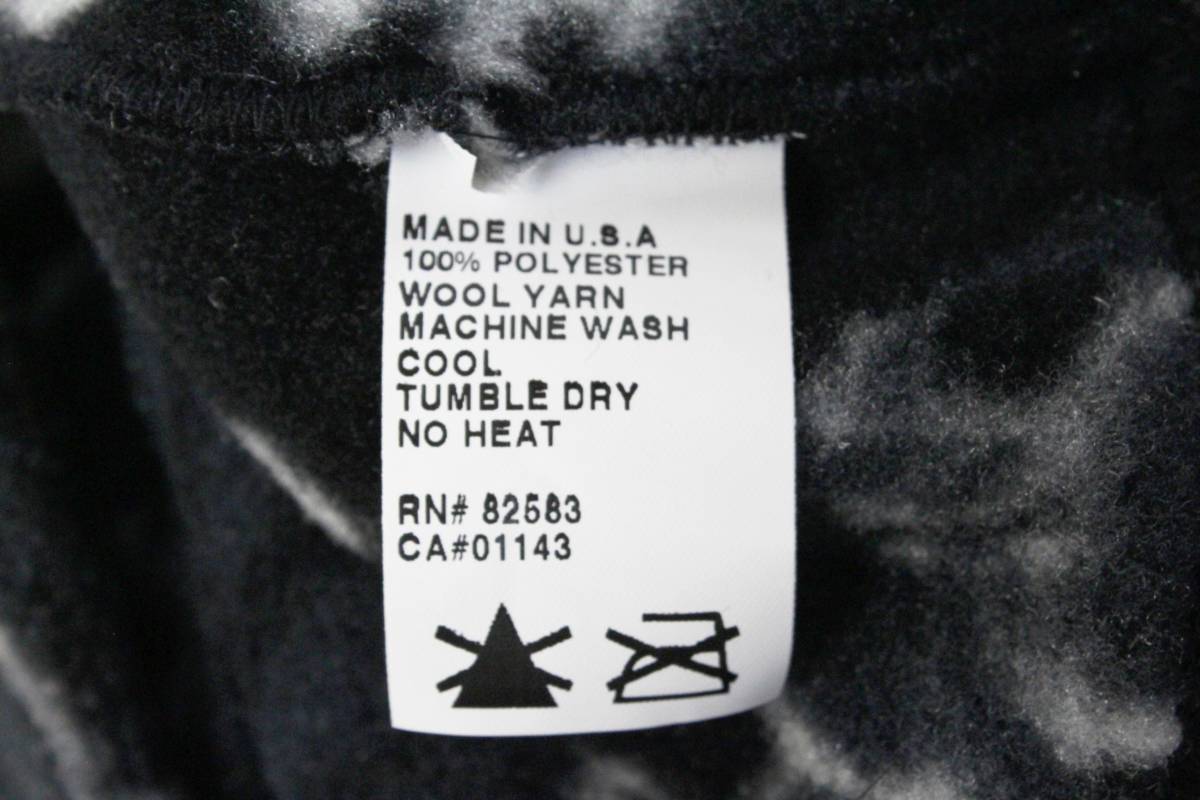 MADE IN U.S.A
100% POLYESTER
WOOL YARN
MACHINE WASH
COOL
TUMBLE DRY
NO HEAT
RN# 82583
CA#01143